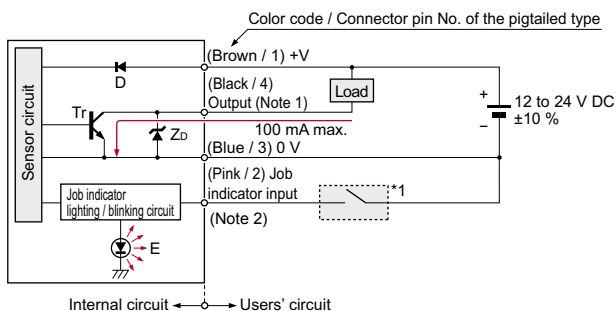 Color code / Connector pin No. of the pigtailed type
Sensor circuit
D
(Brown / 1) +V
(Black / 4)
Output (Note 1)
Load
Tr
ZD
100 mA max.
+
−
12 to 24 V DC
±10 %
(Blue / 3) 0 V
(Pink / 2) Job
indicator input
(Note 2)
*1
Job indicator
lighting / blinking circuit
E
Internal circuit
Users' circuit